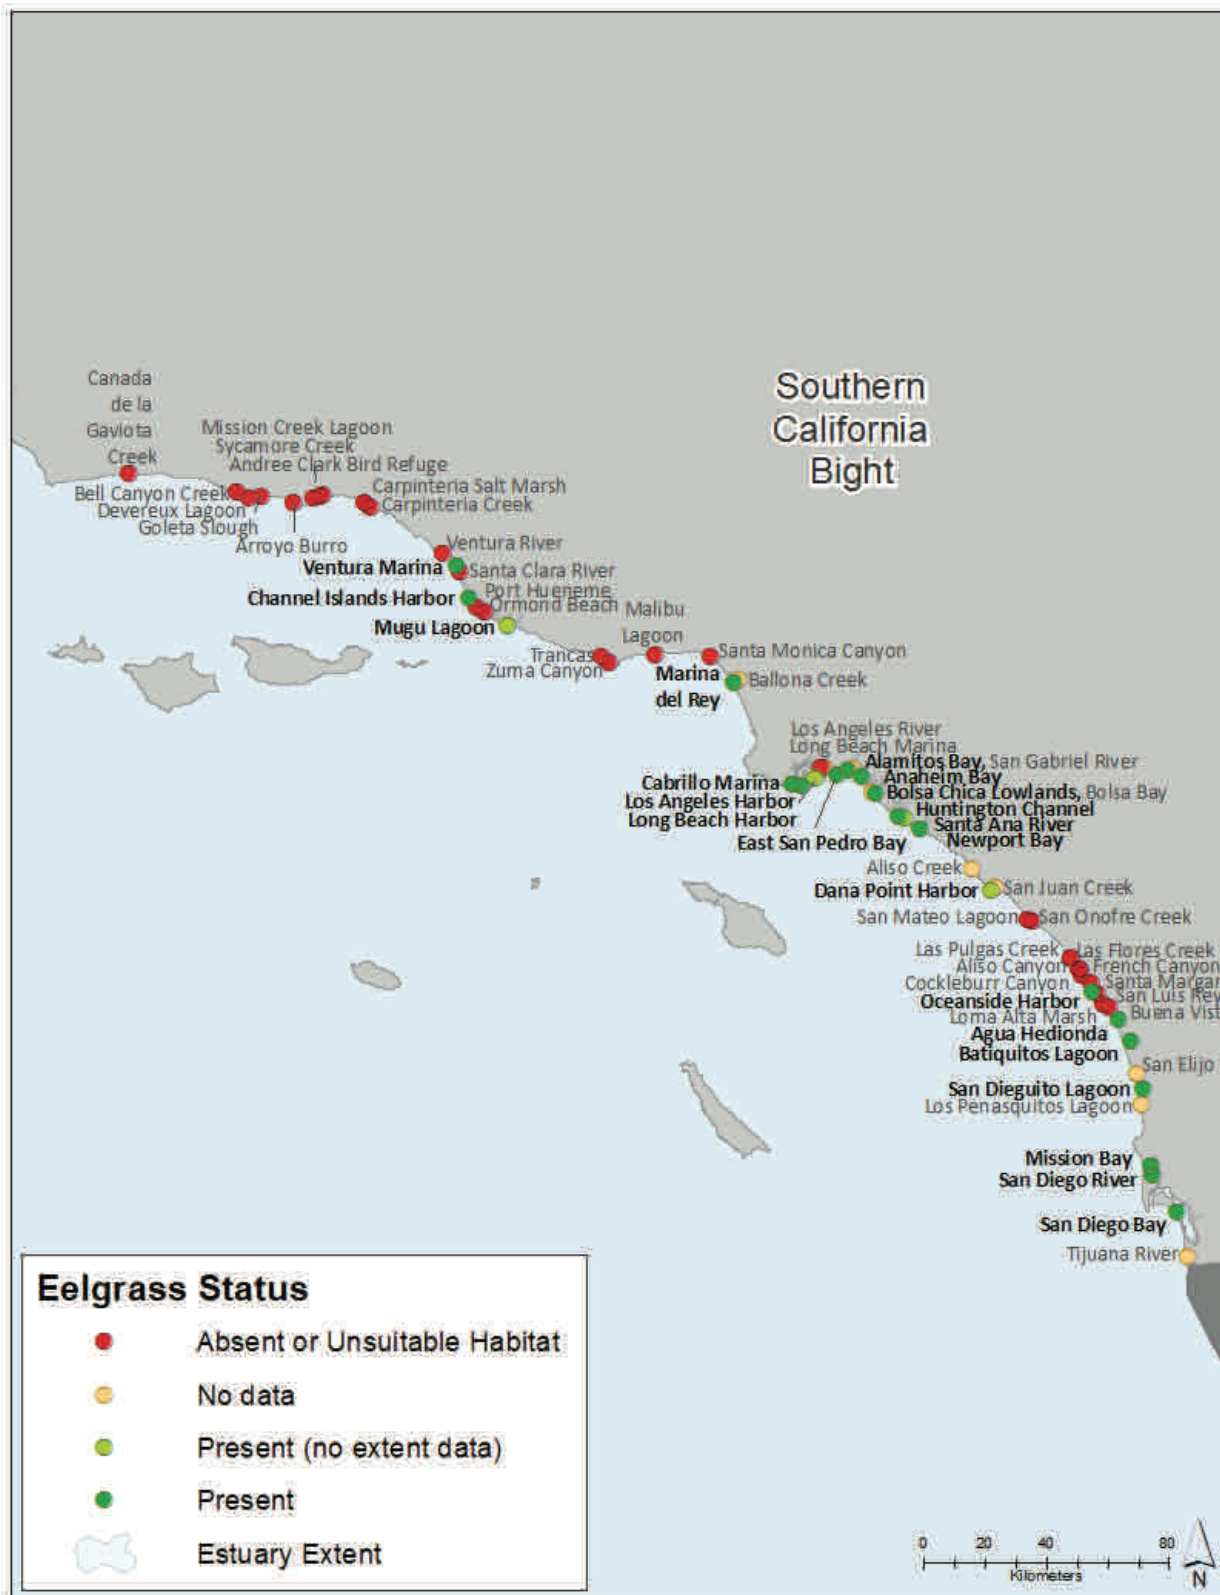 Southern
California
Bight
Canada
de la
Gaviota
Creek
Mission Creek Lagoon
Sycamore Creek
Andree Clark Bird Refuge
Bell Canyon Creek
Devereux Lagoon
Goleta Slough
Arroyo Burro
Carpinteria Salt Marsh
Carpinteria Creek
Ventura River
Ventura Marina
Santa Clara River
Channel Islands Harbor
Port Hueneme
Ormond Beach
Mugu Lagoon
Malibu
Lagoon
Trancas
Zuma Canyon
Santa Monica Canyon
Marina
del Rey
Ballona Creek
Los Angeles River
Long Beach Marina
Alamitos Bay, San Gabriel River
Cabrillo Marina
Anaheim Bay
Los Angeles Harbor
Bolsa Chica Lowlands, Bolsa Bay
Long Beach Harbor
Huntington Channel
Santa Ana River
East San Pedro Bay
Newport Bay
Aliso Creek
Dana Point Harbor
San Juan Creek
San Mateo Lagoon
San Onofre Creek
Las Pulgas Creek
Las Flores Creek
Aliso Canyon
French Canyon
Cockleburr Canyon
Santa Margar
Oceanside Harbor
San Luis Rey
Loma Alta Marsh
Buena Vist
Agua Hedionda
Batiquitos Lagoon
San Elijo
San Dieguito Lagoon
Los Penasquitos Lagoon
Mission Bay
San Diego River
San Diego Bay
Tijuana River
Eelgrass Status
Absent or Unsuitable Habitat
No data
Present (no extent data)
Present
Estuary Extent
0 20 40 80
Kilometers
N